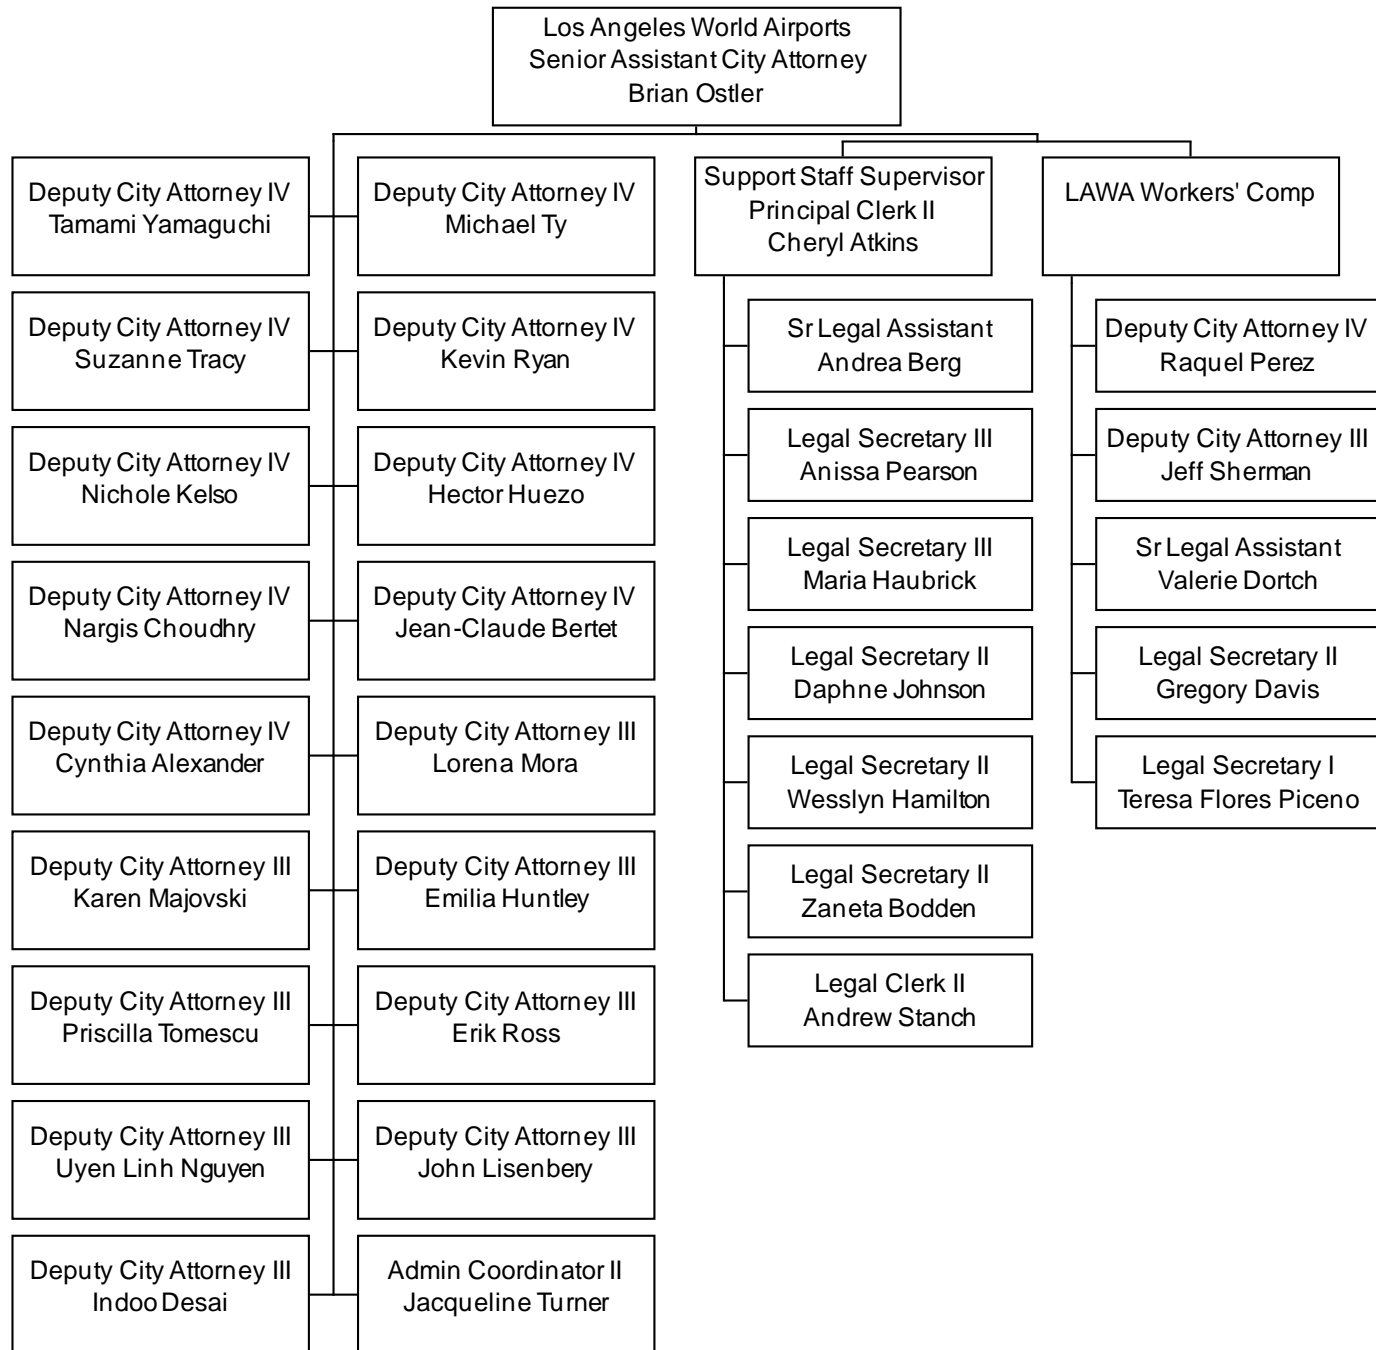 Los Angeles World Airports
Senior Assistant City Attorney
Brian Ostler
Deputy City Attorney IV
Tamami Yamaguchi
Deputy City Attorney IV
Michael Ty
Support Staff Supervisor
Principal Clerk II
Cheryl Atkins
LAWA Workers' Comp
Deputy City Attorney IV
Suzanne Tracy
Deputy City Attorney IV
Kevin Ryan
Nichole Kelso
Deputy City Attorney IV
Hector Huezo
Deputy City Attorney IV
Nargis Choudhry
Deputy City Attorney IV
Jean-Claude Bertet
Deputy City Attorney IV
Cynthia Alexander
Deputy City Attorney III
Lorena Mora
Deputy City Attorney III
Karen Majovski
Deputy City Attorney III
Emilia Huntley
Deputy City Attorney III
Priscilla Tomescu
Deputy City Attorney III
Erik Ross
Deputy City Attorney III
Uyen Linh Nguyen
Deputy City Attorney III
John Lisenbery
Deputy City Attorney III
Indoo Desai
Admin Coordinator II
Jacqueline Turner
Sr Legal Assistant
Andrea Berg
Legal Secretary III
Anissa Pearson
Legal Secretary III
Maria Haubrick
Legal Secretary II
Daphne Johnson
Legal Secretary II
Wesslyn Hamilton
Legal Secretary II
Zaneta Bodden
Legal Clerk II
Andrew Stanch
Deputy City Attorney IV
Raquel Perez
Deputy City Attorney III
Jeff Sherman
Sr Legal Assistant
Valerie Dortch
Legal Secretary II
Gregory Davis
Legal Secretary I
Teresa Flores Piceno